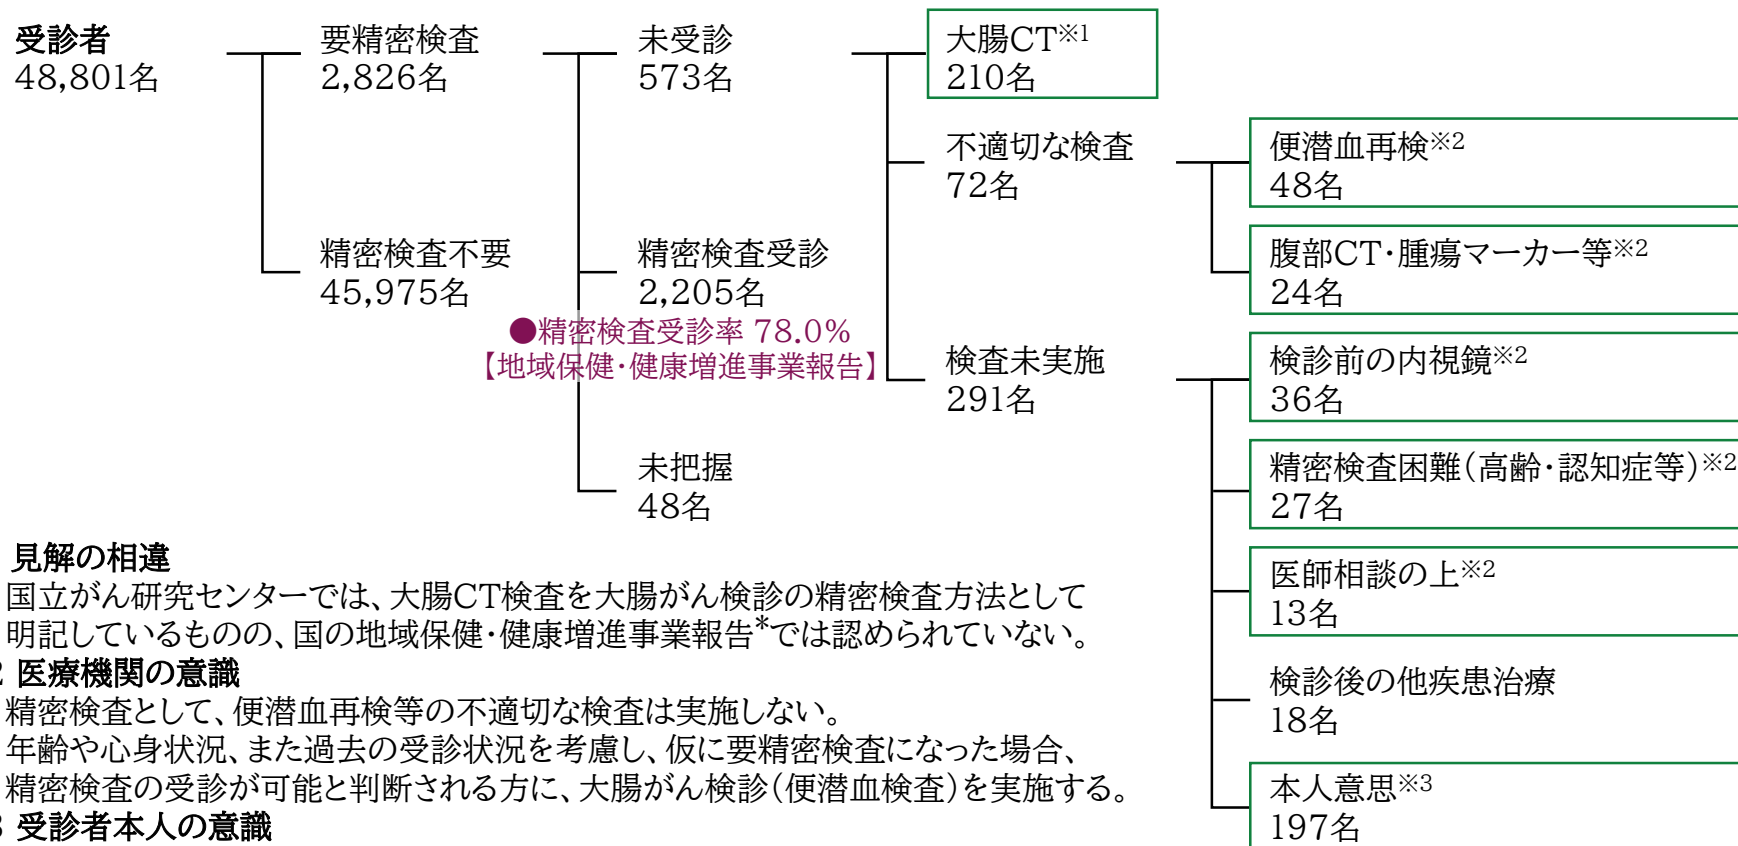 受診者
48,801名
要精密検査
2,826名
精密検査不要
45,975名
未受診
573名
精密検査受診
2,205名
●精密検査受診率 78.0%
【地域保健・健康増進事業報告】
未把握
48名
大腸CT※1
210名
不適切な検査
72名
検査未実施
291名
便潜血再検※2
48名
腹部CT・腫瘍マーカー等※2
24名
検診前の内視鏡※2
36名
精密検査困難（高齢・認知症等）※2
27名
医師相談の上※2
13名
検診後の他疾患治療
18名
本人意思※3
197名
見解の相違
国立がん研究センターでは、大腸CT検査を大腸がん検診の精密検査方法として
明記しているものの、国の地域保健・健康増進事業報告*では認められていない。
2 医療機関の意識
精密検査として、便潜血再検等の不適切な検査は実施しない。
年齢や心身状況、また過去の受診状況を考慮し、仮に要精密検査になった場合、
精密検査の受診が可能と判断される方に、大腸がん検診（便潜血検査）を実施する。
3 受診者本人の意識